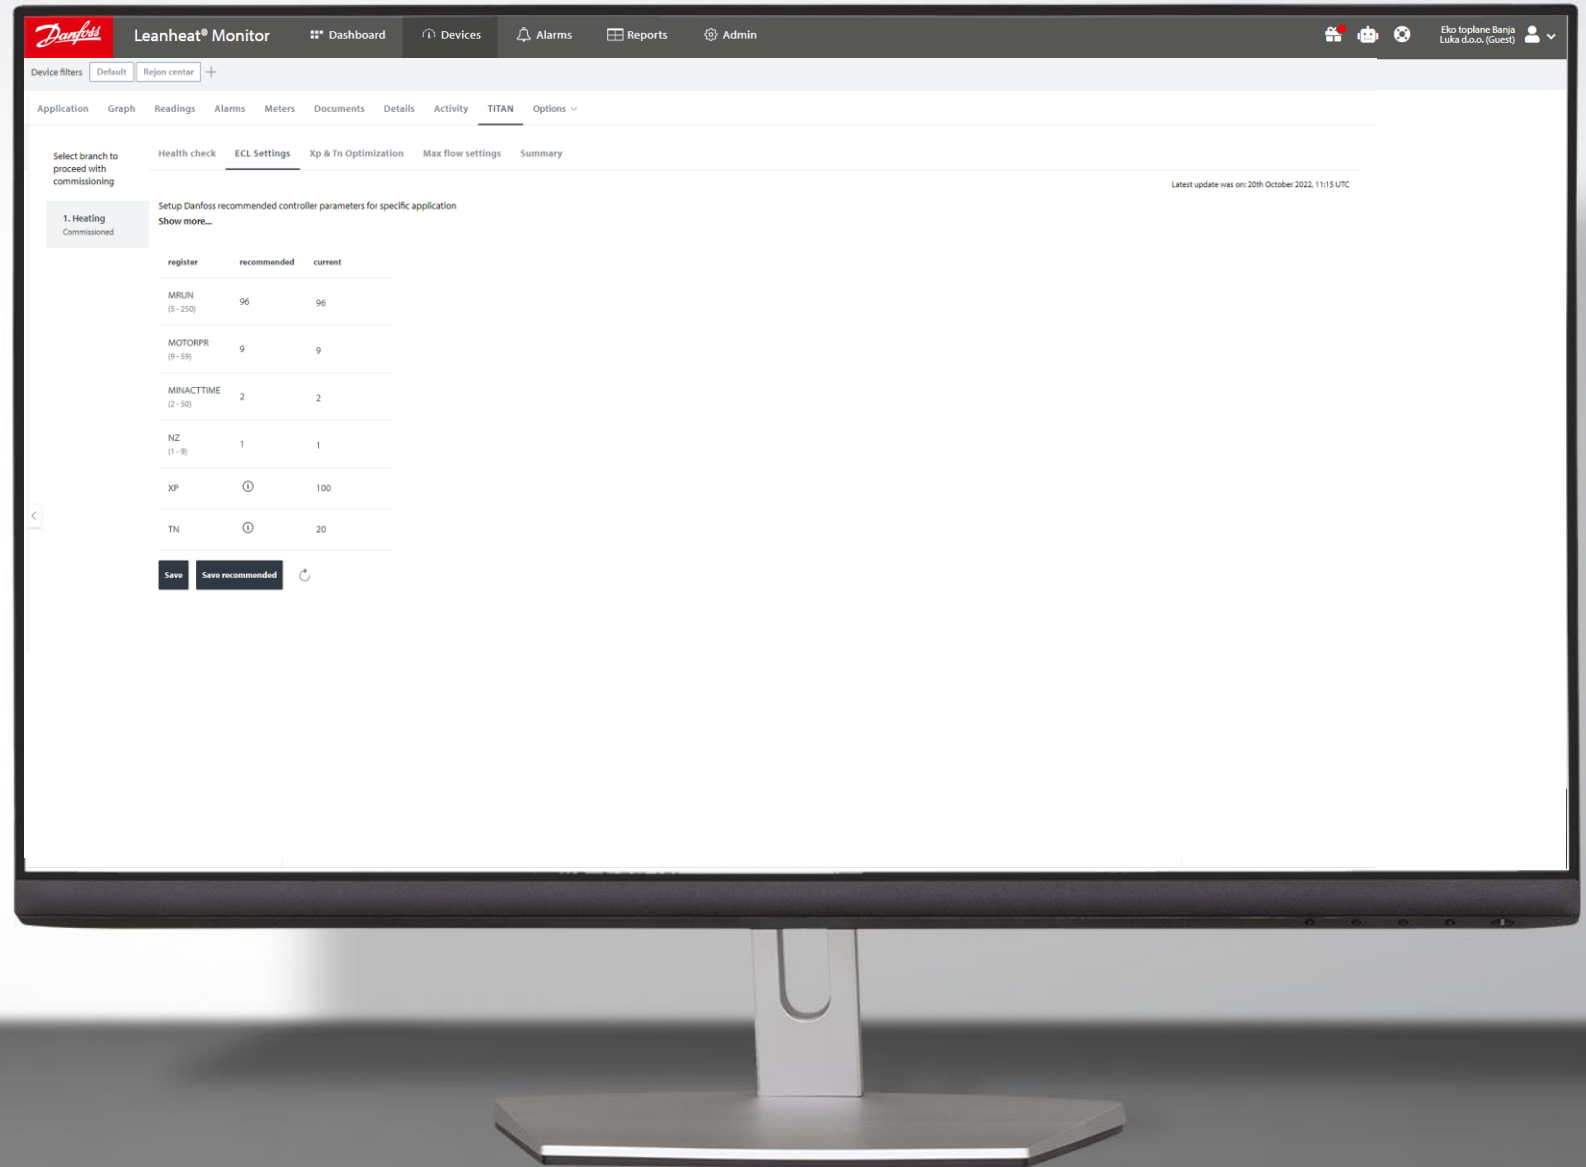 Danfoss
Leanheat® Monitor Dashboard Devices Alarms Reports Admin
Eko toplane Banja
Luka d.o.o. (Guest)
Device filters Default Rejon centar
Application Graph Readings Alarms Meters Documents Details Activity TITAN Options
Select branch to
proceed with
commissioning
1. Heating
Commissioned
Health check ECL Settings Xp & Tn Optimization Max flow settings Summary
Latest update was on: 20th October 2022, 11:15 UTC
Setup Danfoss recommended controller parameters for specific application
Show more...
register recommended current
MRUN 96 96
(5 - 250)
MOTORPR 9 9
(9 - 59)
MINACTTIME 2 2
(2 - 50)
NZ 1 1
(1 - 9)
XP 100
TN 20
Save Save recommended